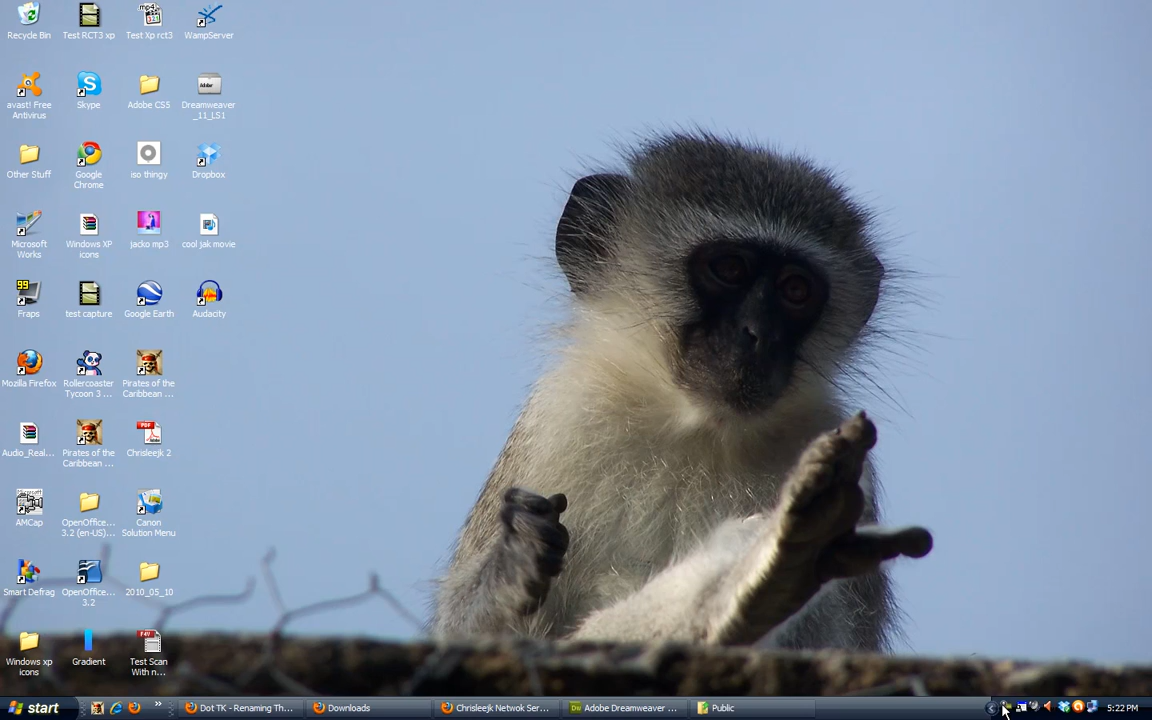 Recycle Bin
Test RCT3 xp
Test Xp rct3
WampServer
avast! Free
Antivirus
Skype
Adobe CS5
Dreamweaver
_11_LS1
Other Stuff
Google
Chrome
iso thingy
Dropbox
Microsoft
Works
Windows XP
icons
jacko mp3
cool jak movie
99
Fraps
test capture
Google Earth
Audacity
Mozilla Firefox
Rollercoaster
Tycoon 3 ...
Pirates of the
Caribbean ...
Audio_Real...
Pirates of the
Caribbean ...
Chrisleejk 2
AMCap
OpenOffice...
3.2 (en-US)...
Canon
Solution Menu
Smart Defrag
OpenOffice...
3.2
2010_05_10
Windows xp
icons
Gradient
Test Scan
With n...
start
Dot TK - Renaming Th...
Downloads
Chrisleejk Netwok Ser...
Adobe Dreamweaver ...
Public
5:22 PM